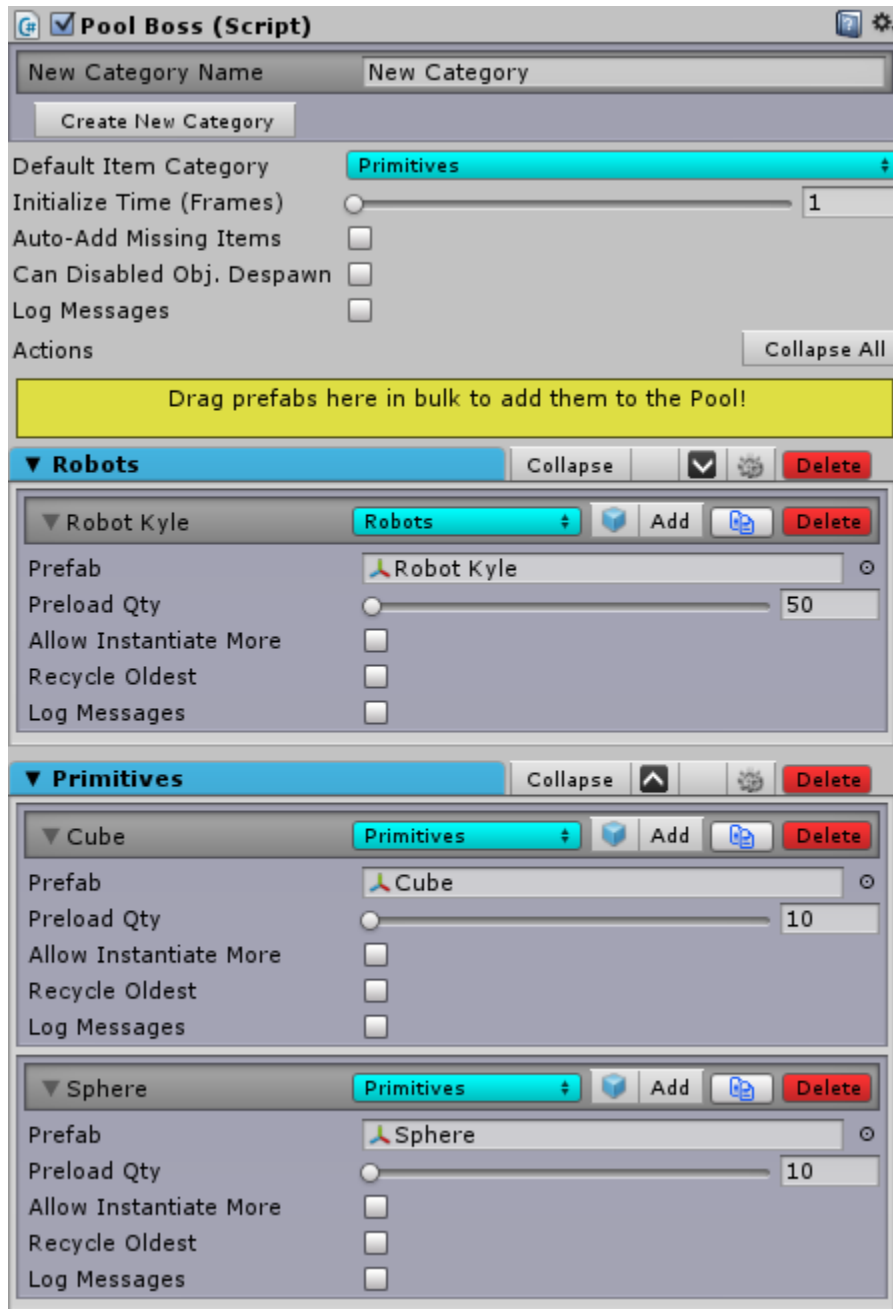 Pool Boss (Script)
New Category Name New Category
Create New Category
Default Item Category Primitives
Initialize Time (Frames) 1
Auto-Add Missing Items
Can Disabled Obj. Despawn
Log Messages
Actions Collapse All
Drag prefabs here in bulk to add them to the Pool!
▼ Robots Collapse Delete
▼ Robot Kyle Robots Add Delete
Prefab Robot Kyle
Preload Qty 50
Allow Instantiate More
Recycle Oldest
Log Messages
▼ Primitives Collapse Delete
▼ Cube Primitives Add Delete
Prefab Cube
Preload Qty 10
Allow Instantiate More
Recycle Oldest
Log Messages
▼ Sphere Primitives Add Delete
Prefab Sphere
Preload Qty 10
Allow Instantiate More
Recycle Oldest
Log Messages